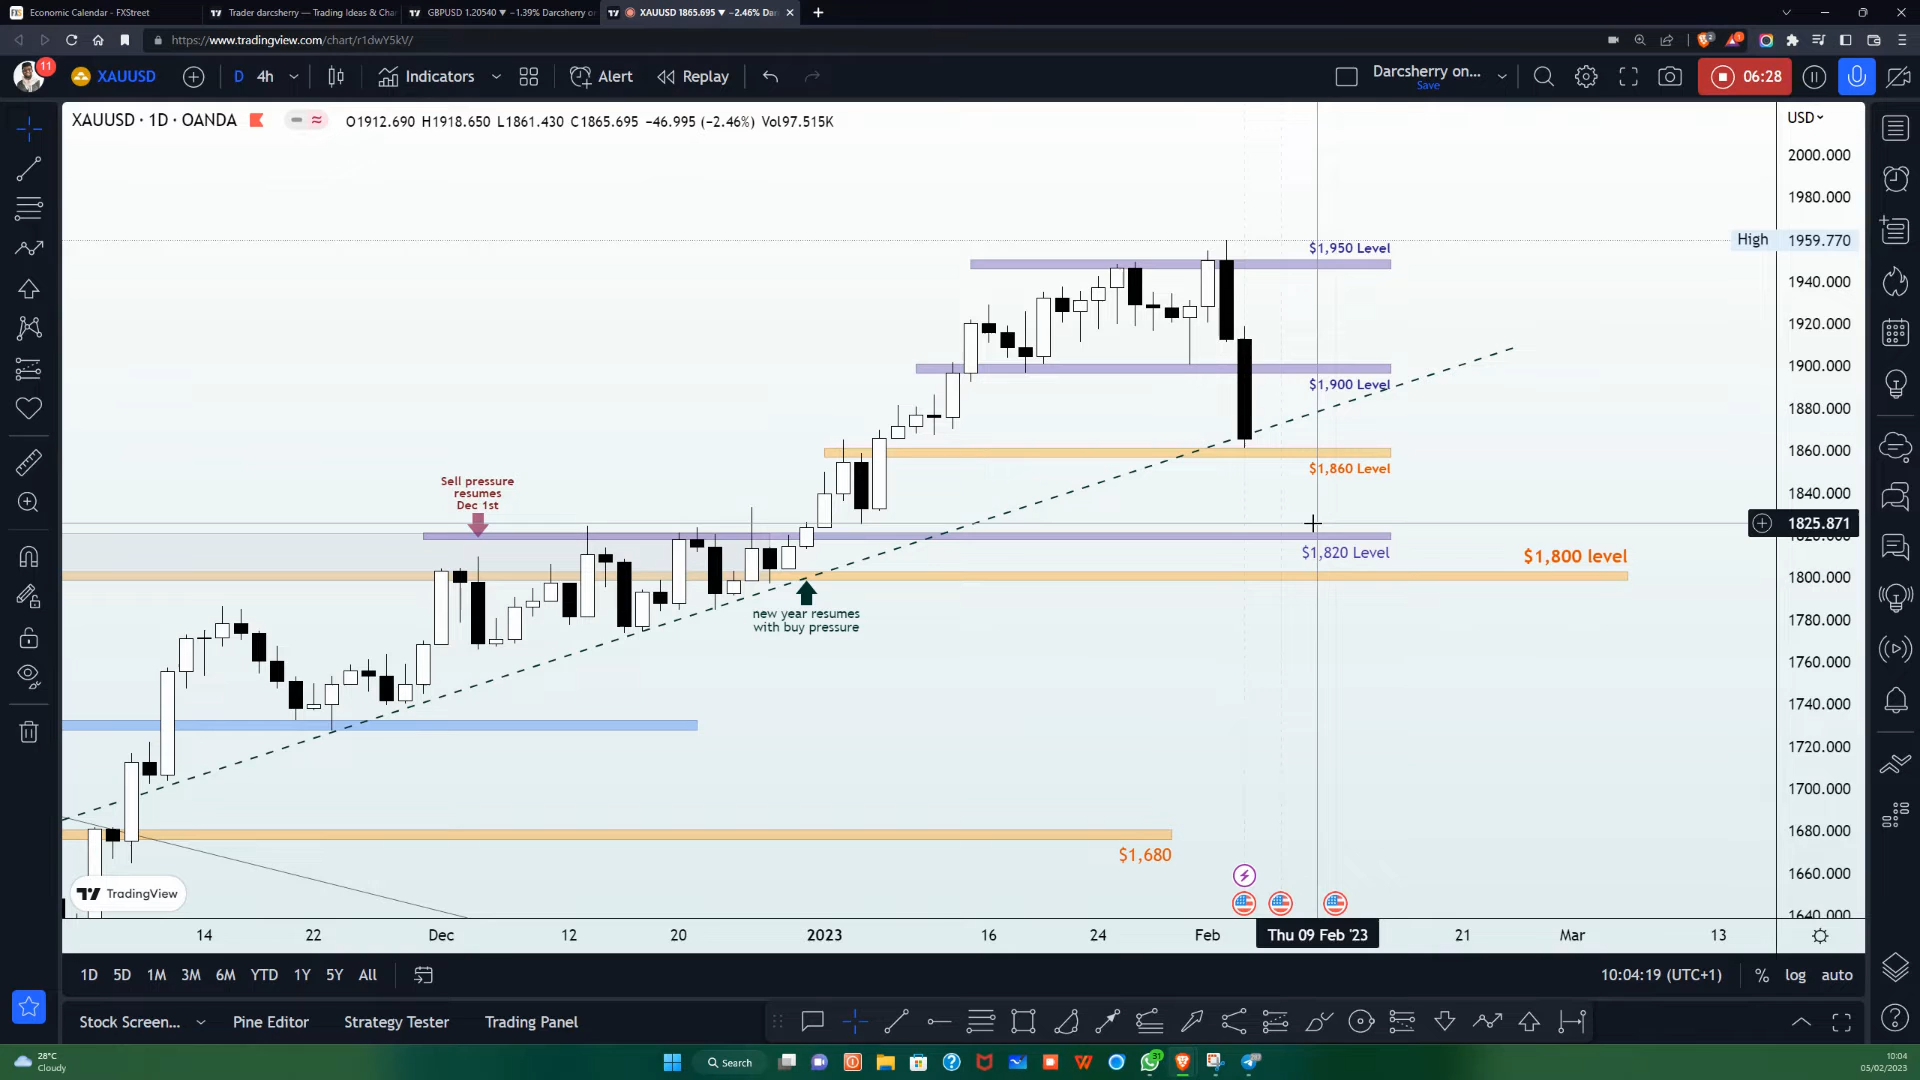 Economic Calendar - FXStreet
Trader darcsherry — Trading Ideas & Cha
GBPUSD 1.20540 ▼ −1.39% Darcsherry o
XAUUSD 1865.695 ▼ −2.46% Da
https://www.tradingview.com/chart/r1dwY5kV/
11
XAUUSD
D
4h
Indicators
Alert
Replay
Darcsherry on...
Save
06:28
XAUUSD · 1D · OANDA
O1912.690 H1918.650 L1861.430 C1865.695 −46.995 (−2.46%) Vol97.515K
USD
2000.000
1980.000
High 1959.770
1940.000
1920.000
1900.000
1880.000
1860.000
1840.000
1825.871
1800.000
1780.000
1760.000
1740.000
1720.000
1700.000
1680.000
1660.000
1640.000
$1,950 Level
$1,900 Level
$1,860 Level
$1,820 Level
$1,800 level
Sell pressure
resumes
Dec 1st
new year resumes
with buy pressure
$1,680
TradingView
14
22
Dec
12
20
2023
16
24
Feb
Thu 09 Feb '23
21
Mar
13
1D 5D 1M 3M 6M YTD 1Y 5Y All
10:04:19 (UTC+1)
% log auto
Stock Screen...
Pine Editor
Strategy Tester
Trading Panel
28°C
Cloudy
Search
31
10:04
05/02/2023